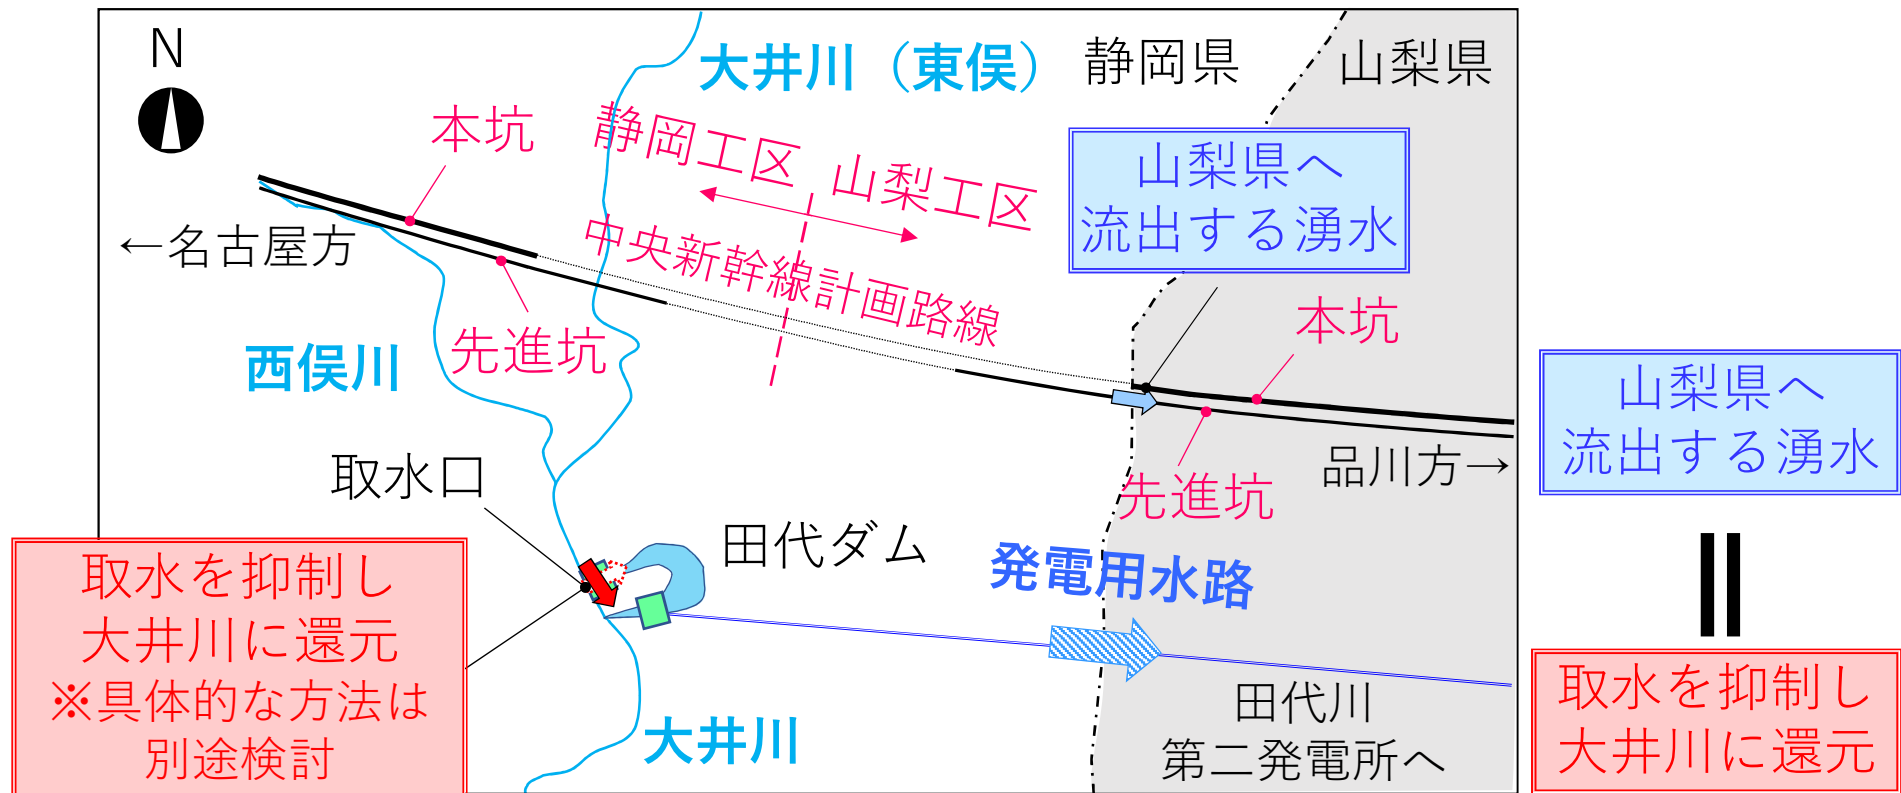 N
大井川（東俣）
静岡県
山梨県
本坑
静岡工区
山梨工区
山梨県へ
流出する湧水
←名古屋方
中央新幹線計画路線
先進坑
西俣川
本坑
品川方→
先進坑
取水口
田代ダム
発電用水路
取水を抑制し
大井川に還元
※具体的な方法は
別途検討
大井川
田代川
第二発電所へ
山梨県へ
流出する湧水
取水を抑制し
大井川に還元